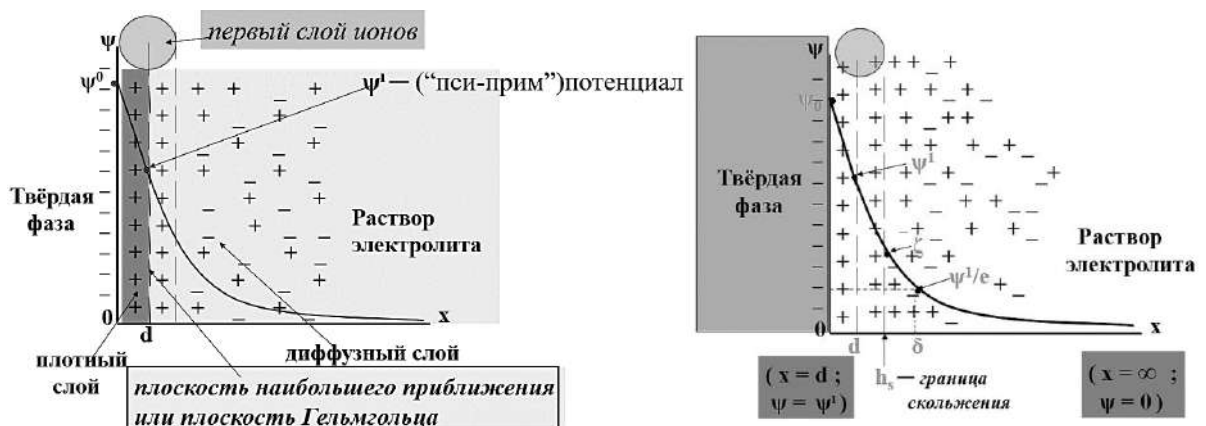 ψ
первый слой ионов
ψ⁰
ψ¹ — (“пси-прим”)потенциал
Твёрдая
фаза
Раствор
электролита
0
d
x
плотный
слой
диффузный слой
плоскость наибольшего приближения
или плоскость Гельмгольца
ψ
ψ₀
ψ¹
Твёрдая
фаза
ζ
ψ¹/e
Раствор
электролита
0
d
δ
x
( x = d ;
ψ = ψ¹)
hₛ — граница
скольжения
( x = ∞ ;
ψ = 0 )